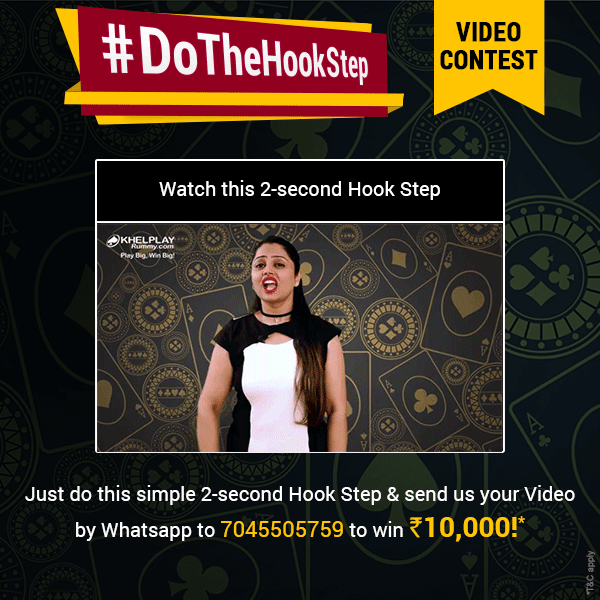 #DoTheHookStep
VIDEO
CONTEST
Watch this 2-second Hook Step
KHELPLAY
Rummy.com
Play Big, Win Big!
Just do this simple 2-second Hook Step & send us your Video
by Whatsapp to 7045505759 to win ₹10,000!*
*T&C apply